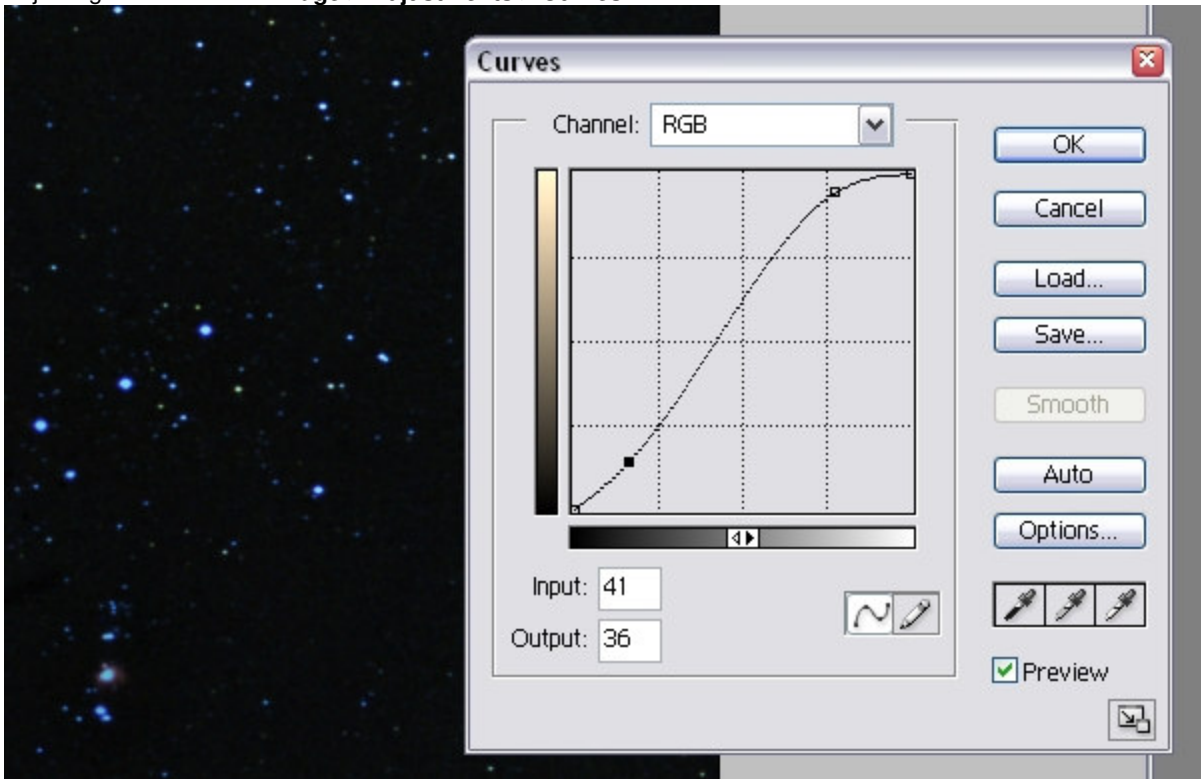 Curves
Channel: RGB
OK
Cancel
Load...
Save...
Smooth
Auto
Options...
Input: 41
Output: 36
Preview